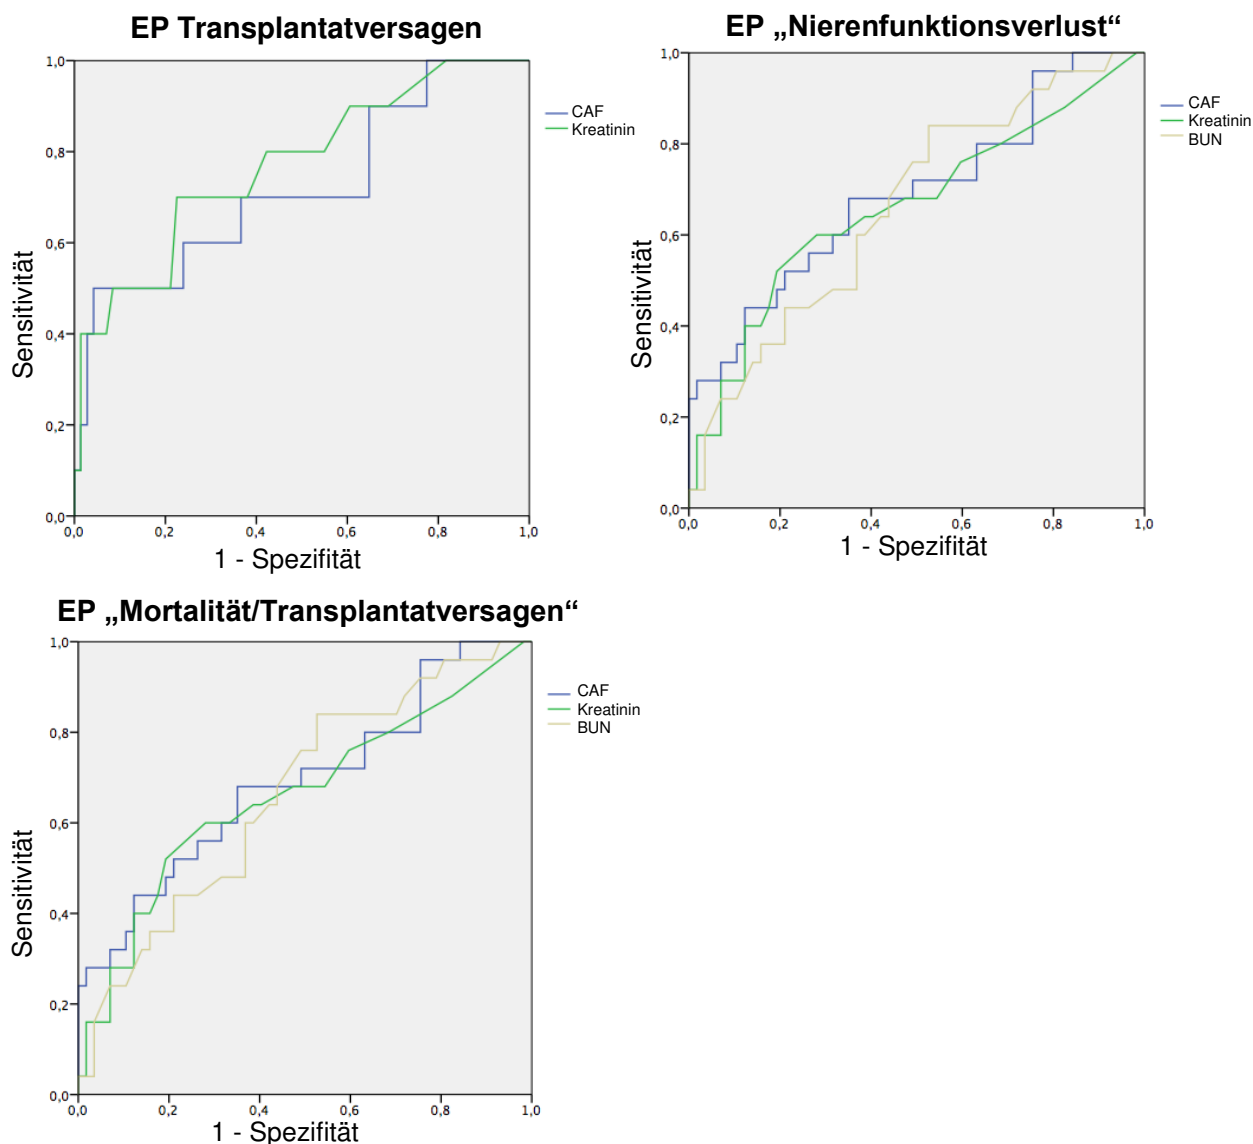 EP Transplantatversagen
1,0
0,8
0,6
0,4
0,2
0,0
0,0 0,2 0,4 0,6 0,8 1,0
Sensitivität
1 - Spezifität
CAF
Kreatinin
EP „Nierenfunktionsverlust“
1,0
0,8
0,6
0,4
0,2
0,0
0,0 0,2 0,4 0,6 0,8 1,0
Sensitivität
1 - Spezifität
CAF
Kreatinin
BUN
EP „Mortalität/Transplantatversagen“
1,0
0,8
0,6
0,4
0,2
0,0
0,0 0,2 0,4 0,6 0,8 1,0
Sensitivität
1 - Spezifität
CAF
Kreatinin
BUN